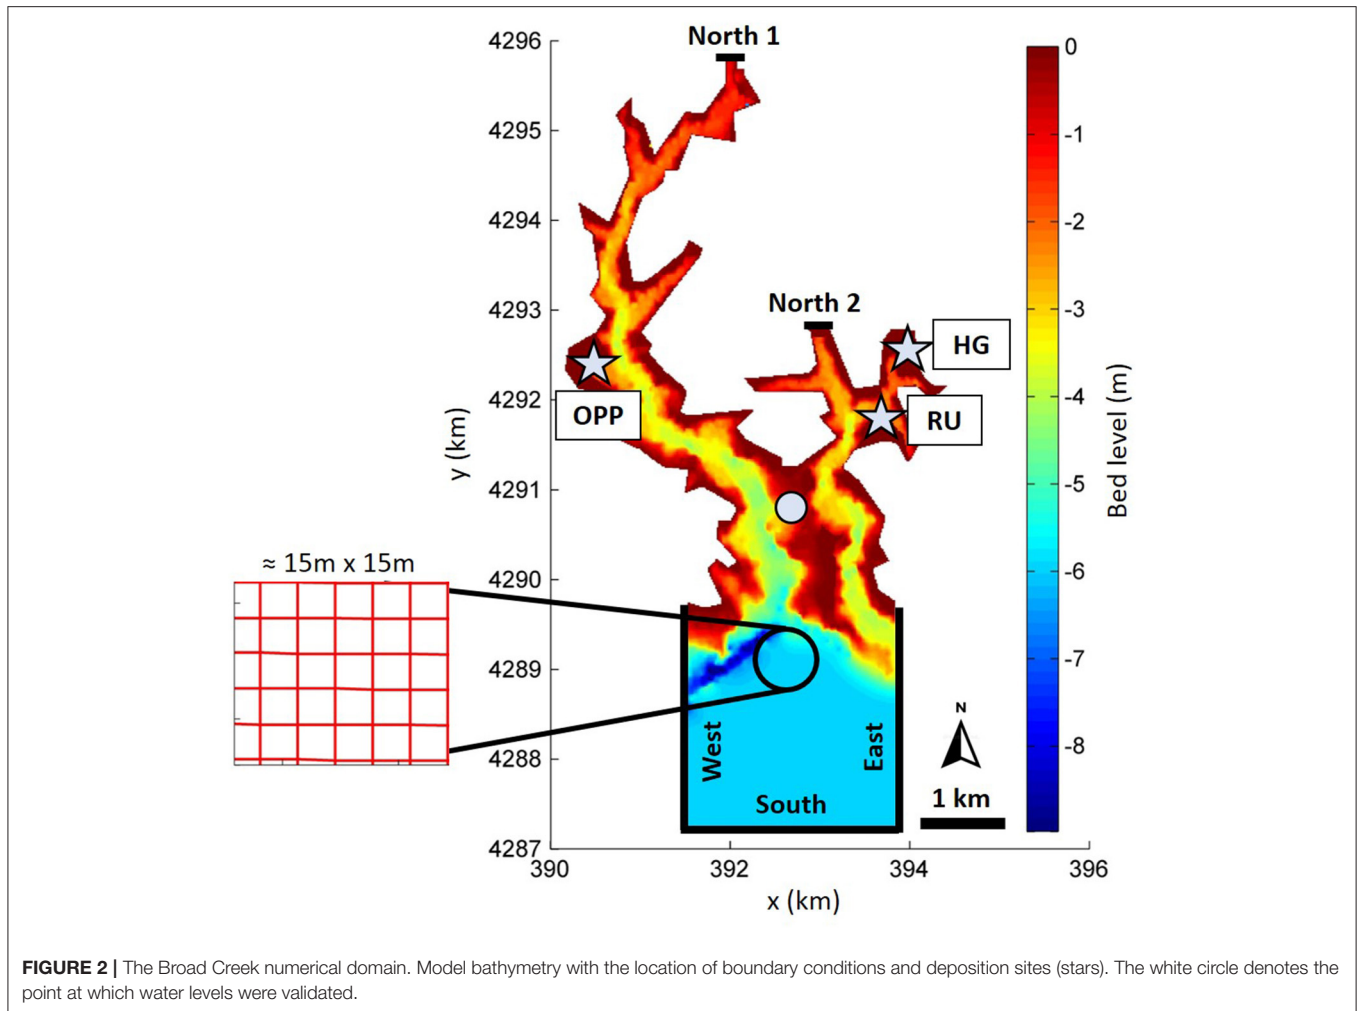 North 1
4296
4295
4294
4293
4292
4291
4290
4289
4288
4287
390
392
394
396
x (km)
y (km)
North 2
HG
OPP
RU
≈ 15m x 15m
West
East
South
N
1 km
0
-1
-2
-3
-4
-5
-6
-7
-8
Bed level (m)
FIGURE 2 | The Broad Creek numerical domain. Model bathymetry with the location of boundary conditions and deposition sites (stars). The white circle denotes the
point at which water levels were validated.